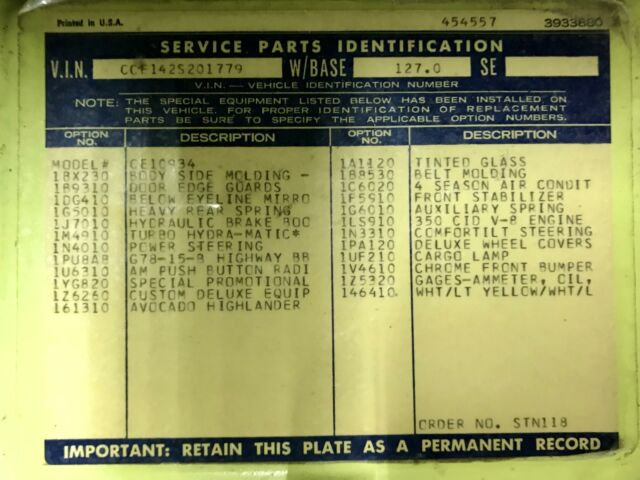 Printed in U.S.A. 454557 3933880
SERVICE PARTS IDENTIFICATION
V.I.N. CCE142S201779 W/BASE 127.0 SE
V.I.N. — VEHICLE IDENTIFICATION NUMBER
NOTE: THE SPECIAL EQUIPMENT LISTED BELOW HAS BEEN INSTALLED ON
THIS VEHICLE. FOR PROPER IDENTIFICATION OF REPLACEMENT
PARTS BE SURE TO SPECIFY THE APPLICABLE OPTION NUMBERS.
OPTION NO. DESCRIPTION OPTION NO. DESCRIPTION
MODEL# CE10934 1A1120 TINTED GLASS
1BX230 BODY SIDE MOLDING - 1B8530 BELT MOLDING
1B9310 DOOR EDGE GUARDS 1C6020 4 SEASON AIR CONDIT
1DG410 BELOW EYELINE MIRRO 1F5910 FRONT STABILIZER
1G5010 HEAVY REAR SPRING 1G6010 AUXILIARY SPRING
1J7010 HYDRAULIC BRAKE BOO 1LS910 350 CID V-8 ENGINE
1M4910 TURBO HYDRA-MATIC* 1N3310 COMFORTILT STEERING
1N4010 POWER STEERING 1PA120 DELUXE WHEEL COVERS
1PU8AB G78-15-B HIGHWAY BB 1UF210 CARGO LAMP
1U6310 AM PUSH BUTTON RADI 1V4610 CHROME FRONT BUMPER
1YG820 SPECIAL PROMOTIONAL 1Z5320 GAGES-AMMETER, OIL,
1Z6260 CUSTOM DELUXE EQUIP 146410 WHT/LT YELLOW/WHT/L
161310 AVOCADO HIGHLANDER
ORDER NO. STN118
IMPORTANT: RETAIN THIS PLATE AS A PERMANENT RECORD